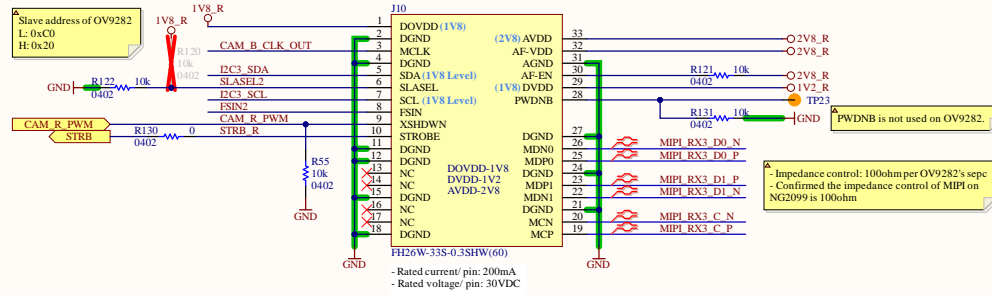 Slave address of OV9282
L: 0xC0
H: 0x20
1V8_R
1V8_R
J10
R120
10k
0402
CAM_B_CLK_OUT
I2C3_SDA
GND
R122
10k
0402
SLASEL2
I2C3_SCL
FSIN2
CAM_R_PWM
CAM_R_PWM
STRB
R130
0
0402
STRB_R
R55
10k
0402
GND
1 DOVDD (1V8)
2 DGND
3 MCLK
4 DGND
5 SDA (1V8 Level)
6 SLASEL
7 SCL (1V8 Level)
8 FSIN
9 XSHDWN
10 STROBE
11 DGND
12 DGND
13 NC
14 NC
15 DGND
16 NC
17 NC
18 DGND
DOVDD-1V8
DVDD-1V2
AVDD-2V8
(2V8) AVDD 33
AF-VDD 32
AGND 31
AF-EN 30
(1V8) DVDD 29
PWDNB 28
DGND 27
MDN0 26
MDP0 25
DGND 24
MDP1 23
MDN1 22
DGND 21
MCN 20
MCP 19
2V8_R
2V8_R
R121
10k
0402
2V8_R
1V2_R
TP23
R131
10k
0402
GND
PWDNB is not used on OV9282.
MIPI_RX3_D0_N
MIPI_RX3_D0_P
MIPI_RX3_D1_P
MIPI_RX3_D1_N
MIPI_RX3_C_N
MIPI_RX3_C_P
- Impedance control: 100ohm per OV9282's sepc
- Confirmed the impedance control of MIPI on
NG2099 is 100ohm
GND
FH26W-33S-0.3SHW(60)
GND
- Rated current/ pin: 200mA
- Rated voltage/ pin: 30VDC